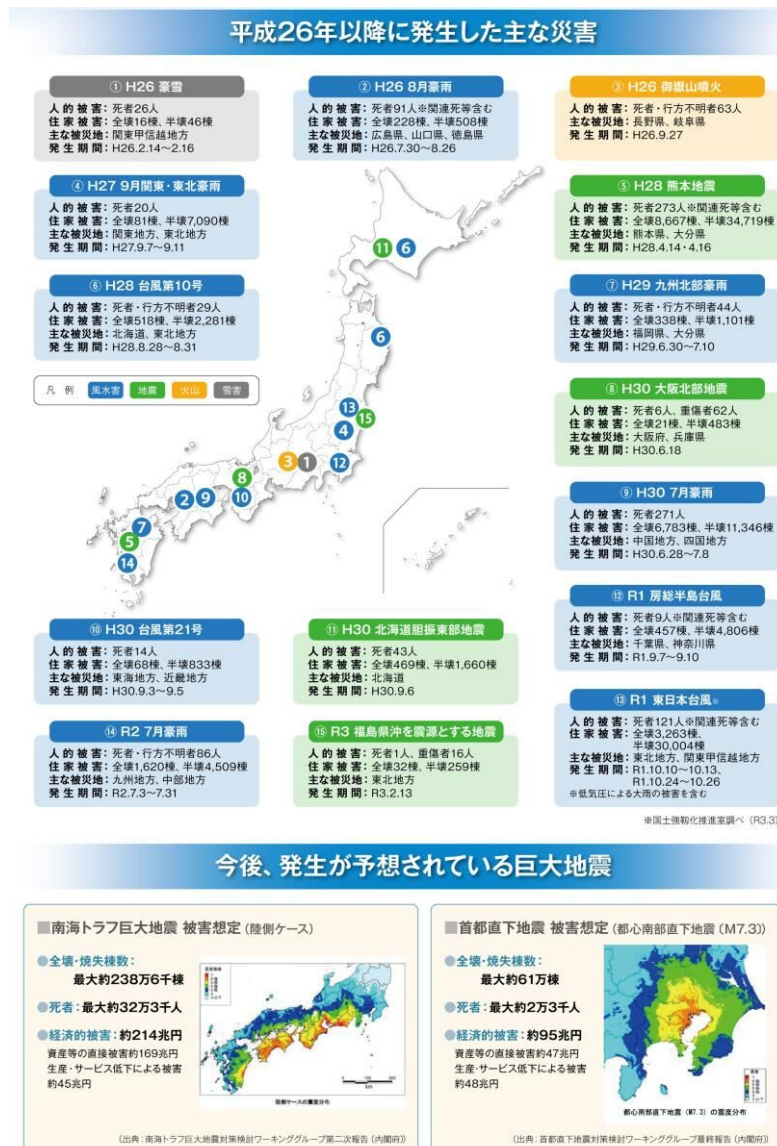 平成26年以降に発生した主な災害
① H26 豪雪
人的被害：死者26人
住家被害：全壊16棟、半壊46棟
主な被災地：関東甲信越地方
発生期間：H26.2.14～2.16
② H26 8月豪雨
人的被害：死者91人※関連死等含む
住家被害：全壊228棟、半壊508棟
主な被災地：広島県、山口県、徳島県
発生期間：H26.7.30～8.26
③ H26 御嶽山噴火
人的被害：死者・行方不明者63人
主な被災地：長野県、岐阜県
発生期間：H26.9.27
④ H27 9月関東・東北豪雨
人的被害：死者20人
住家被害：全壊81棟、半壊7,090棟
主な被災地：関東地方、東北地方
発生期間：H27.9.7～9.11
⑤ H28 熊本地震
人的被害：死者273人※関連死等含む
住家被害：全壊8,667棟、半壊34,719棟
主な被災地：熊本県、大分県
発生期間：H28.4.14・4.16
⑥ H28 台風第10号
人的被害：死者・行方不明者29人
住家被害：全壊518棟、半壊2,281棟
主な被災地：北海道、東北地方
発生期間：H28.8.28～8.31
⑦ H29 九州北部豪雨
人的被害：死者・行方不明者44人
住家被害：全壊338棟、半壊1,101棟
主な被災地：福岡県、大分県
発生期間：H29.6.30～7.10
凡例 風水害 地震 火山 雪害
⑧ H30 大阪北部地震
人的被害：死者6人、重傷者62人
住家被害：全壊21棟、半壊483棟
主な被災地：大阪府、兵庫県
発生期間：H30.6.18
⑨ H30 7月豪雨
人的被害：死者271人
住家被害：全壊6,783棟、半壊11,346棟
主な被災地：中国地方、四国地方
発生期間：H30.6.28～7.8
11 6
6
13
15
4
3 1 12
8
2 9 10
7
5
14
⑩ H30 台風第21号
人的被害：死者14人
住家被害：全壊68棟、半壊833棟
主な被災地：東海地方、近畿地方
発生期間：H30.9.3～9.5
⑪ H30 北海道胆振東部地震
人的被害：死者43人
住家被害：全壊469棟、半壊1,660棟
主な被災地：北海道
発生期間：H30.9.6
⑫ R1 房総半島台風
人的被害：死者9人※関連死等含む
住家被害：全壊457棟、半壊4,806棟
主な被災地：千葉県、神奈川県
発生期間：R1.9.7～9.10
⑬ R1 東日本台風※
人的被害：死者121人※関連死等含む
住家被害：全壊3,263棟、
半壊30,004棟
主な被災地：東北地方、関東甲信越地方
発生期間：R1.10.10～10.13、
R1.10.24～10.26
※低気圧による大雨の被害を含む
⑭ R2 7月豪雨
人的被害：死者・行方不明者86人
住家被害：全壊1,620棟、半壊4,509棟
主な被災地：九州地方、中部地方
発生期間：R2.7.3～7.31
⑮ R3 福島県沖を震源とする地震
人的被害：死者1人、重傷者16人
住家被害：全壊32棟、半壊259棟
主な被災地：東北地方
発生期間：R3.2.13
※国土強靱化推進室調べ（R3.3）
今後、発生が予想されている巨大地震
■南海トラフ巨大地震 被害想定（陸側ケース）
●全壊・焼失棟数：
最大約238万6千棟
●死者：最大約32万3千人
●経済的被害：約214兆円
資産等の直接被害約169兆円
生産・サービス低下による被害
約45兆円
陸側ケースの震度分布
（出典：南海トラフ巨大地震対策検討ワーキンググループ第二次報告（内閣府））
■首都直下地震 被害想定（都心南部直下地震〔M7.3〕）
●全壊・焼失棟数：
最大約61万棟
●死者：最大約2万3千人
●経済的被害：約95兆円
資産等の直接被害約47兆円
生産・サービス低下による被害
約48兆円
都心南部直下地震（M7.3）の震度分布
（出典：首都直下地震対策検討ワーキンググループ最終報告（内閣府））